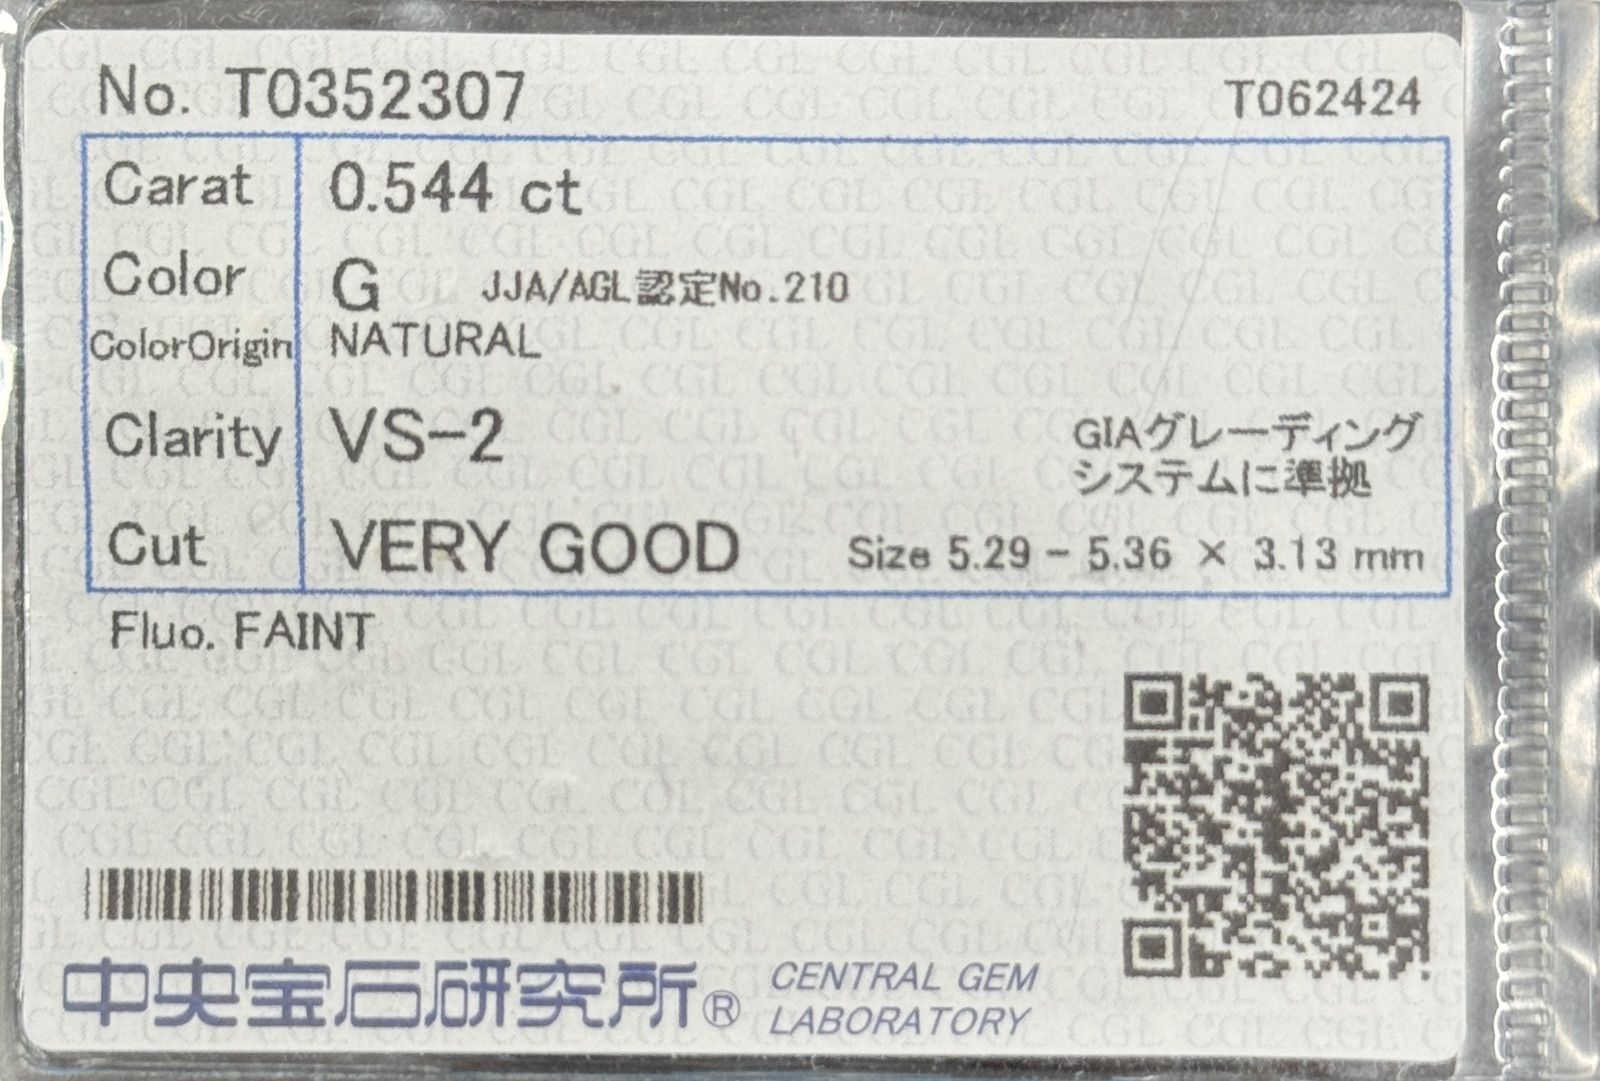 No. T0352307 T062424
Carat 0.544 ct
Color G JJA/AGL認定No.210
ColorOrigin NATURAL
Clarity VS-2
GIAグレーディング
システムに準拠
Cut VERY GOOD Size 5.29 - 5.36 × 3.13 mm
Fluo. FAINT
中央宝石研究所® CENTRAL GEM
LABORATORY